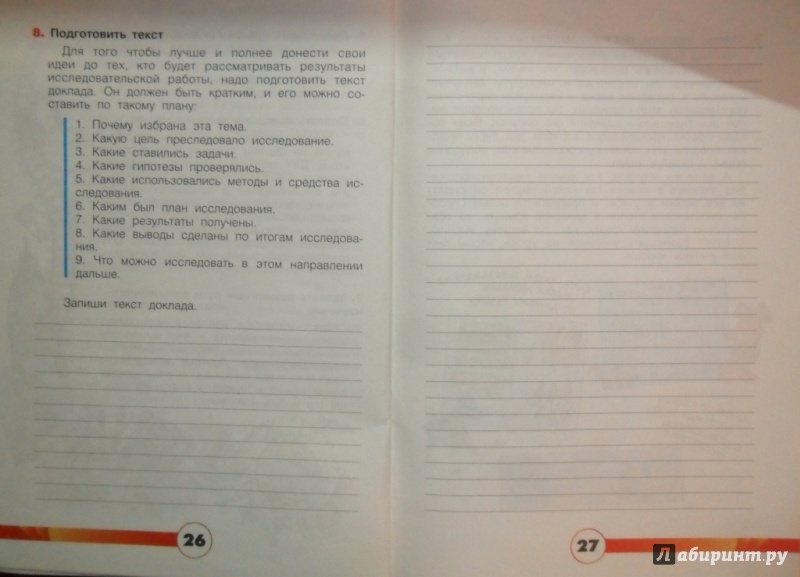 8. Подготовить текст
Для того чтобы лучше и полнее донести свои
идеи до тех, кто будет рассматривать результаты
исследовательской работы, надо подготовить текст
доклада. Он должен быть кратким, и его можно со-
ставить по такому плану:
1. Почему избрана эта тема.
2. Какую цель преследовало исследование.
3. Какие ставились задачи.
4. Какие гипотезы проверялись.
5. Какие использовались методы и средства ис-
следования.
6. Каким был план исследования.
7. Какие результаты получены.
8. Какие выводы сделаны по итогам исследова-
ния.
9. Что можно исследовать в этом направлении
дальше.
Запиши текст доклада.
26
27
Лабиринт.ру